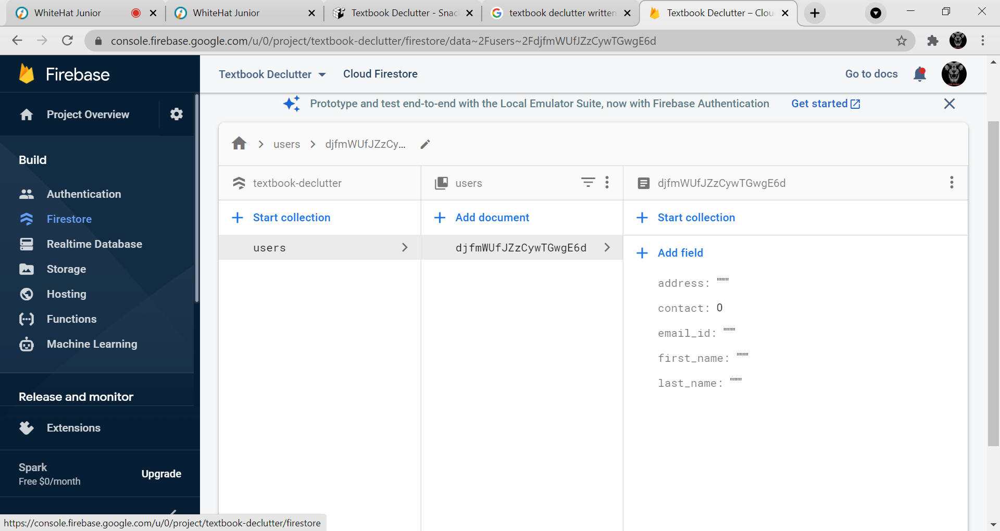 WhiteHat Junior
WhiteHat Junior
Textbook Declutter - Snac
textbook declutter written
Textbook Declutter – Clou
console.firebase.google.com/u/0/project/textbook-declutter/firestore/data~2Fusers~2FdjfmWUfJZzCywTGwgE6d
Firebase
Textbook Declutter
Cloud Firestore
Go to docs
Prototype and test end-to-end with the Local Emulator Suite, now with Firebase Authentication
Get started
Project Overview
Build
Authentication
Firestore
Realtime Database
Storage
Hosting
Functions
Machine Learning
Release and monitor
Extensions
Spark
Free $0/month
Upgrade
users
djfmWUfJZzCy...
textbook-declutter
users
djfmWUfJZzCywTGwgE6d
Start collection
Add document
Start collection
users
djfmWUfJZzCywTGwgE6d
Add field
address: """"
contact: 0
email_id: """"
first_name: """"
last_name: """"
https://console.firebase.google.com/u/0/project/textbook-declutter/firestore